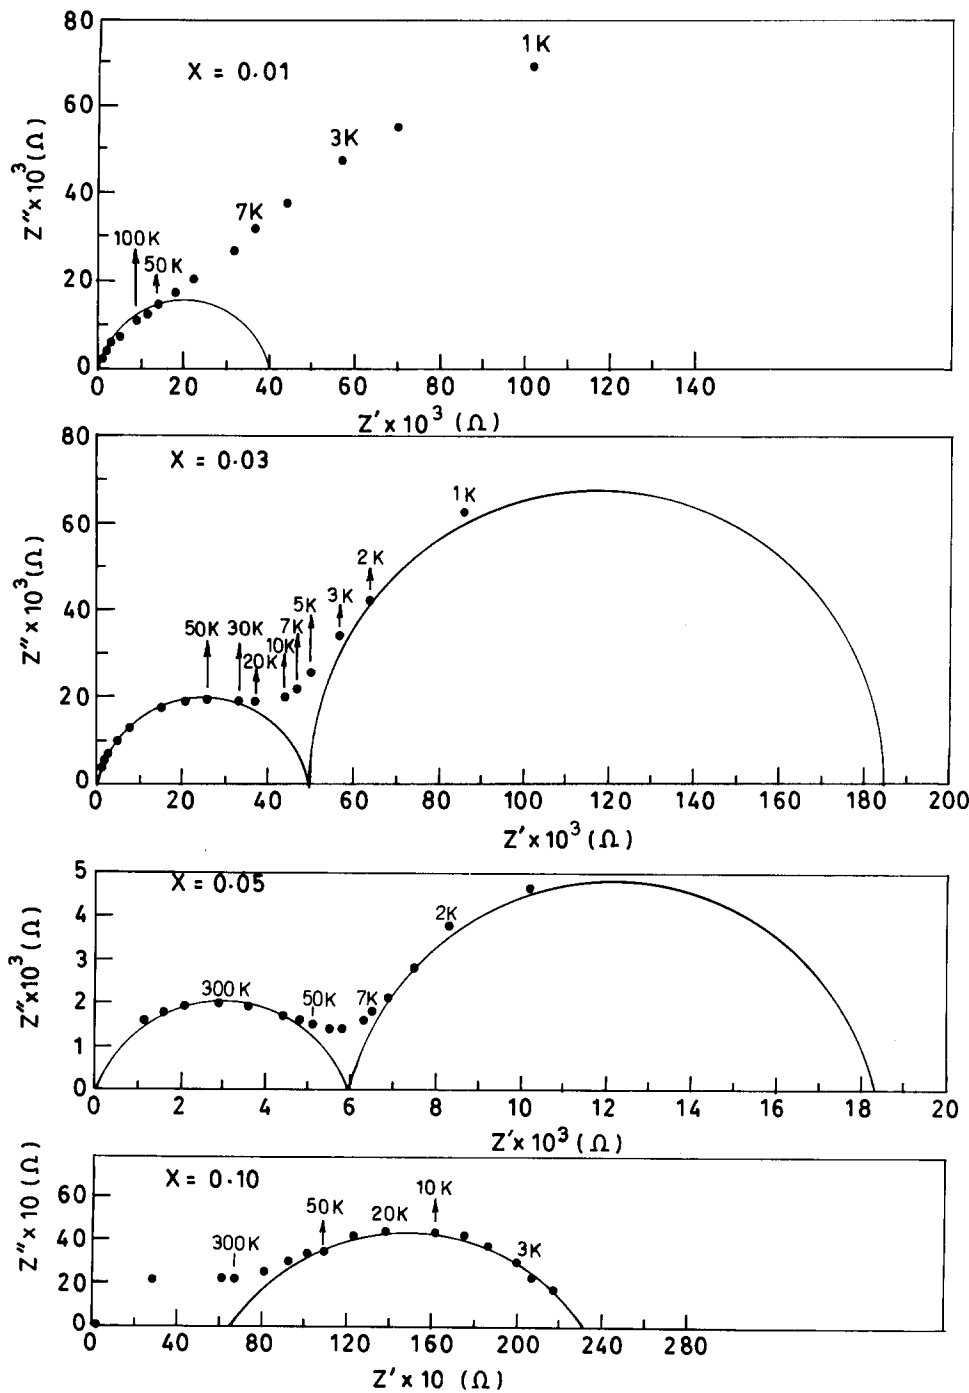 80
X = 0.01
1K
60
3K
40
7K
100K
50K
20
0
Z″×10³(Ω)
0 20 40 60 80 100 120 140
Z′×10³ (Ω)
80
X = 0.03
1K
60
2K
3K
5K
40
7K
50K 30K
10K
20K
20
0
Z″×10³(Ω)
0 20 40 60 80 100 120 140 160 180 200
Z′×10³ (Ω)
5
X = 0.05
4
2K
3
300K
50K
7K
2
1
0
Z″×10³(Ω)
0 2 4 6 8 10 12 14 16 18 20
Z′×10³ (Ω)
X = 0.10
60
10K
50K
20K
40
300K
3K
20
0
Z″×10 (Ω)
0 40 80 120 160 200 240 280
Z′×10 (Ω)